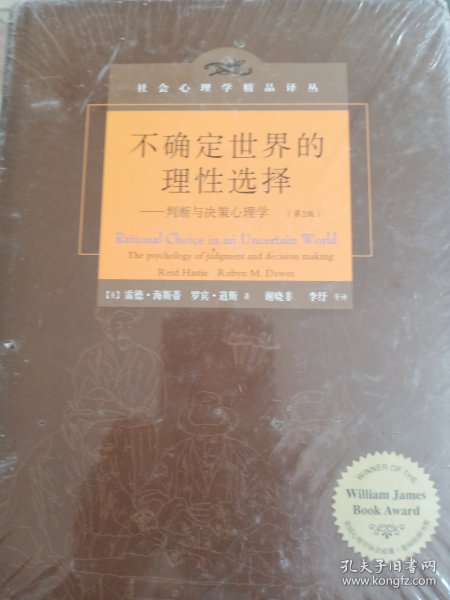 社会心理学精品译丛
不确定世界的
理性选择
——判断与决策心理学 （第2版）
Rational Choice in an Uncertain World
The psychology of judgment and decision making
Reid Hastie Robyn M. Dawes
【美】雷德·海斯蒂 罗宾·道斯 著 谢晓非 李纾 等译
WINNER OF THE
William James
Book Award
孔夫子旧书网
www.kongfz.com